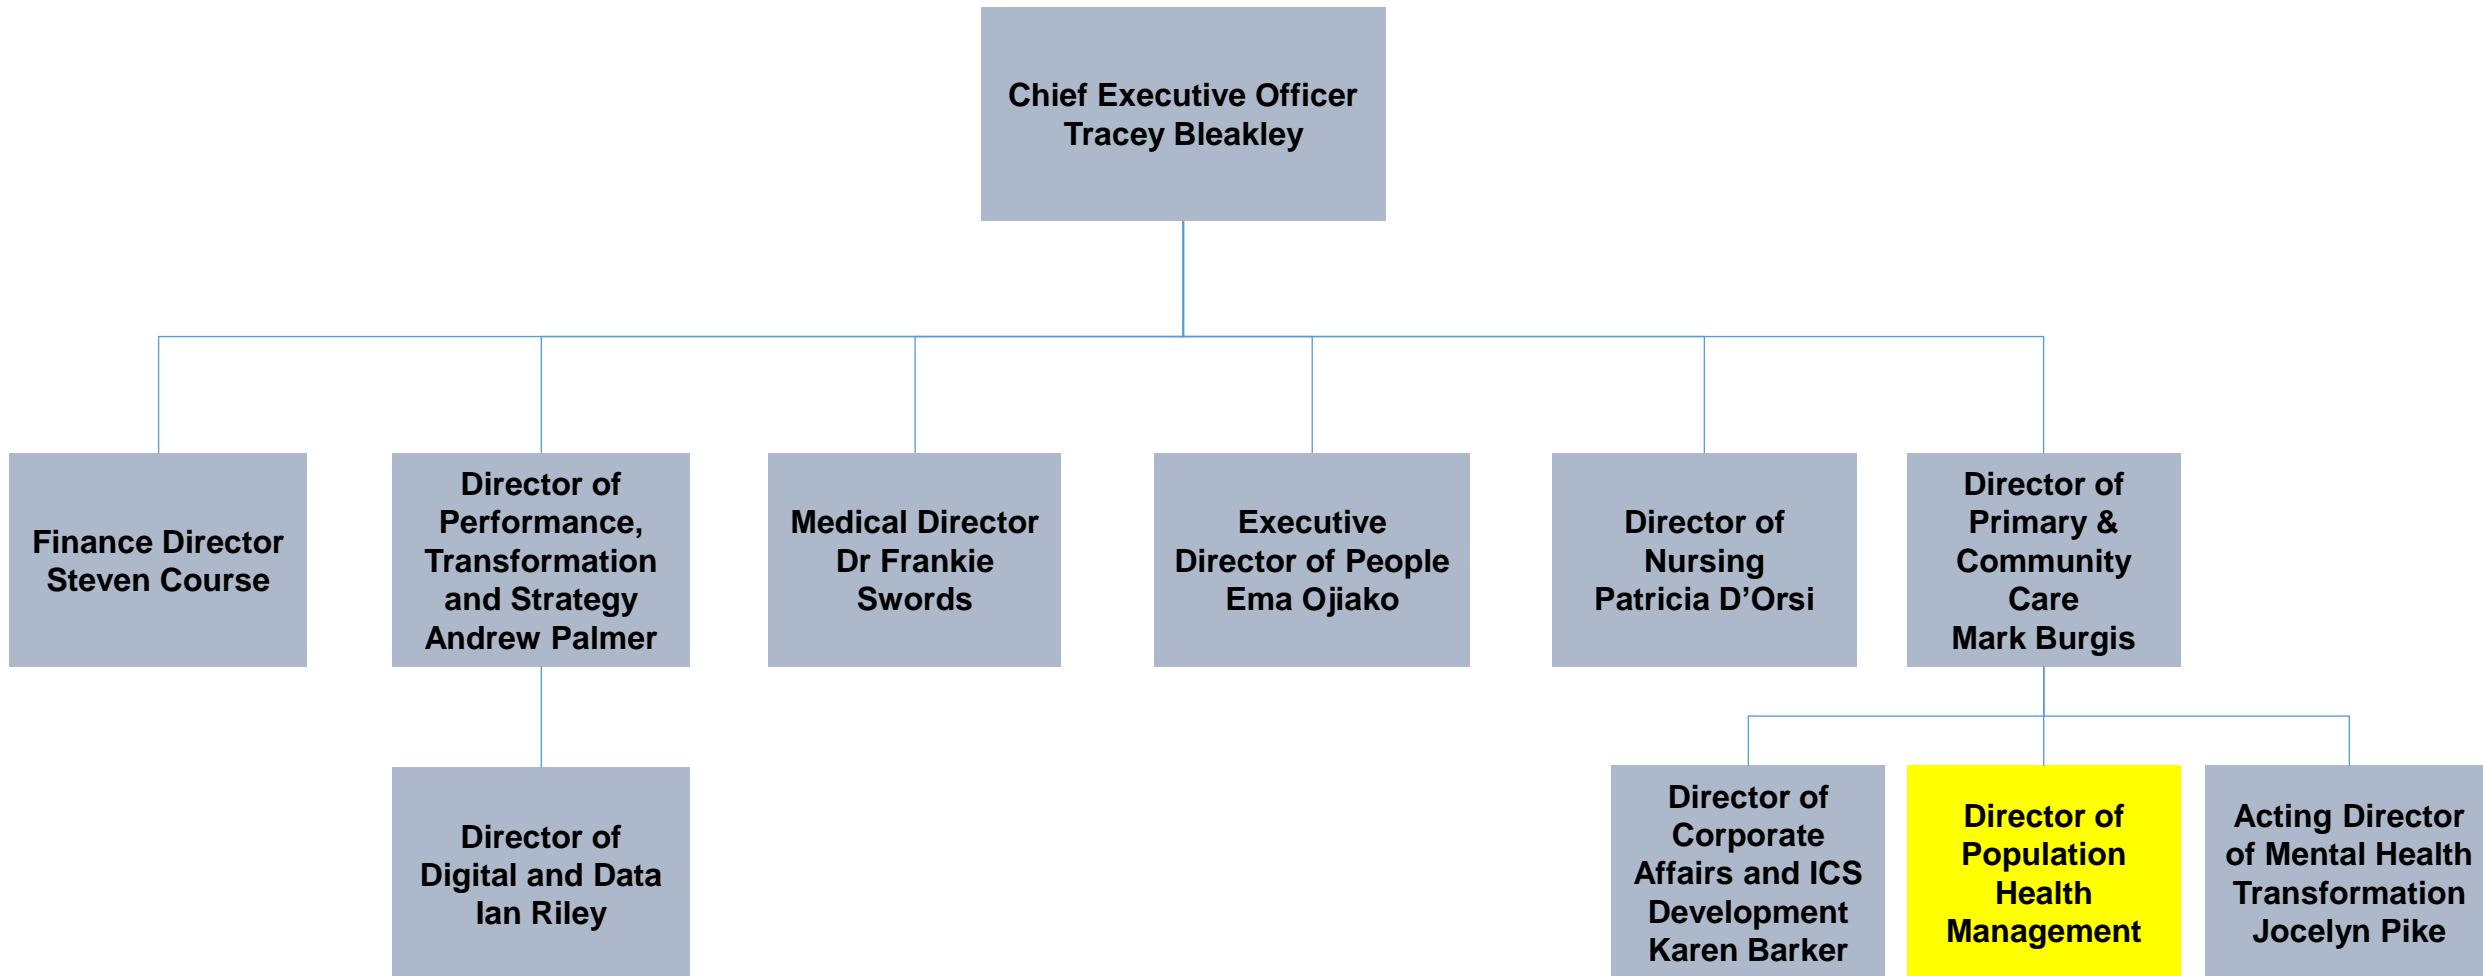 Chief Executive Officer
Tracey Bleakley
Finance Director
Steven Course
Director of
Performance,
Transformation
and Strategy
Andrew Palmer
Medical Director
Dr Frankie
Swords
Executive
Director of People
Ema Ojiako
Director of
Nursing
Patricia D’Orsi
Director of
Primary &
Community
Care
Mark Burgis
Director of
Digital and Data
Ian Riley
Director of
Corporate
Affairs and ICS
Development
Karen Barker
Director of
Population
Health
Management
Acting Director
of Mental Health
Transformation
Jocelyn Pike